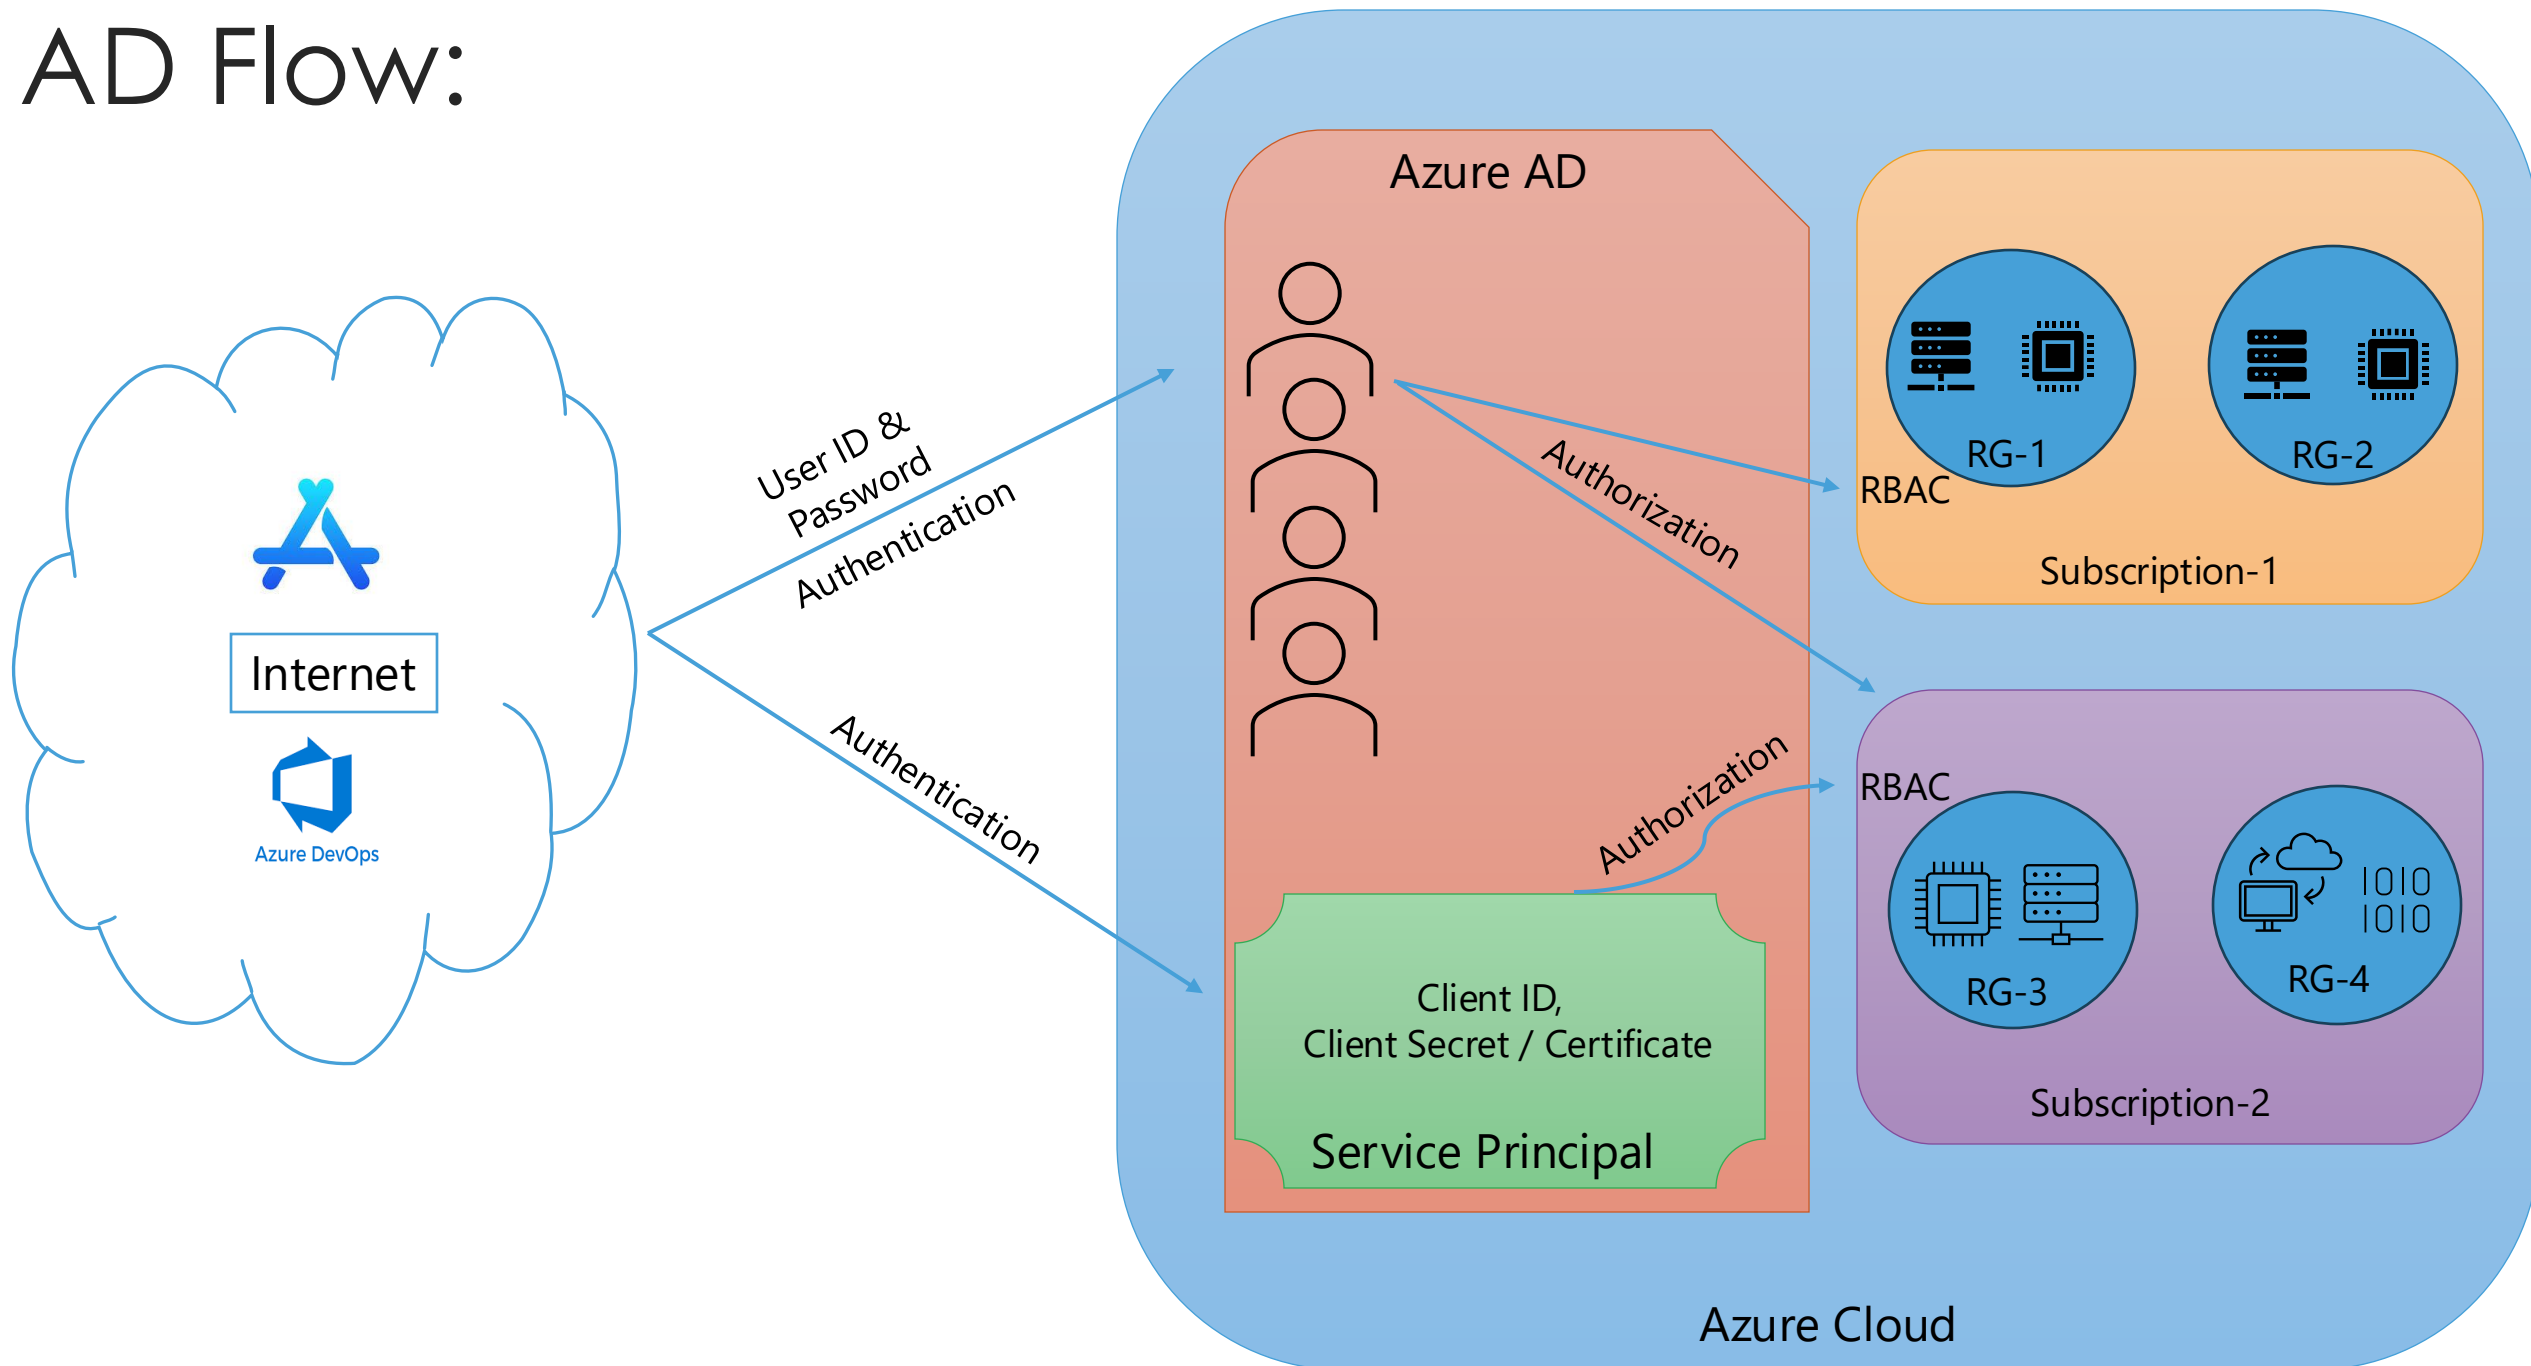 AD Flow:
Internet
Azure DevOps
User ID &
Password
Authentication
Authentication
Azure AD
Authorization
Authorization
Client ID,
Client Secret / Certificate
Service Principal
RG-1
RG-2
RBAC
Subscription-1
RBAC
RG-3
1010
1010
RG-4
Subscription-2
Azure Cloud